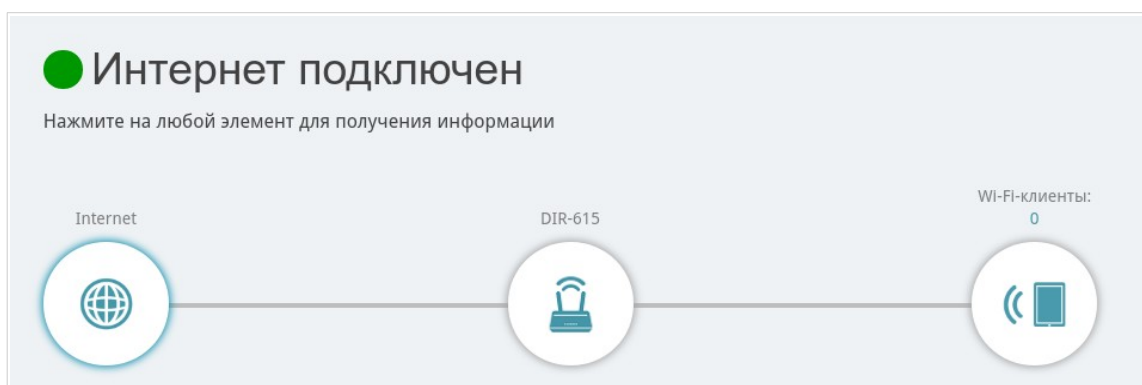 Интернет подключен
Нажмите на любой элемент для получения информации
Wi-Fi-клиенты:
Internet
DIR-615
0